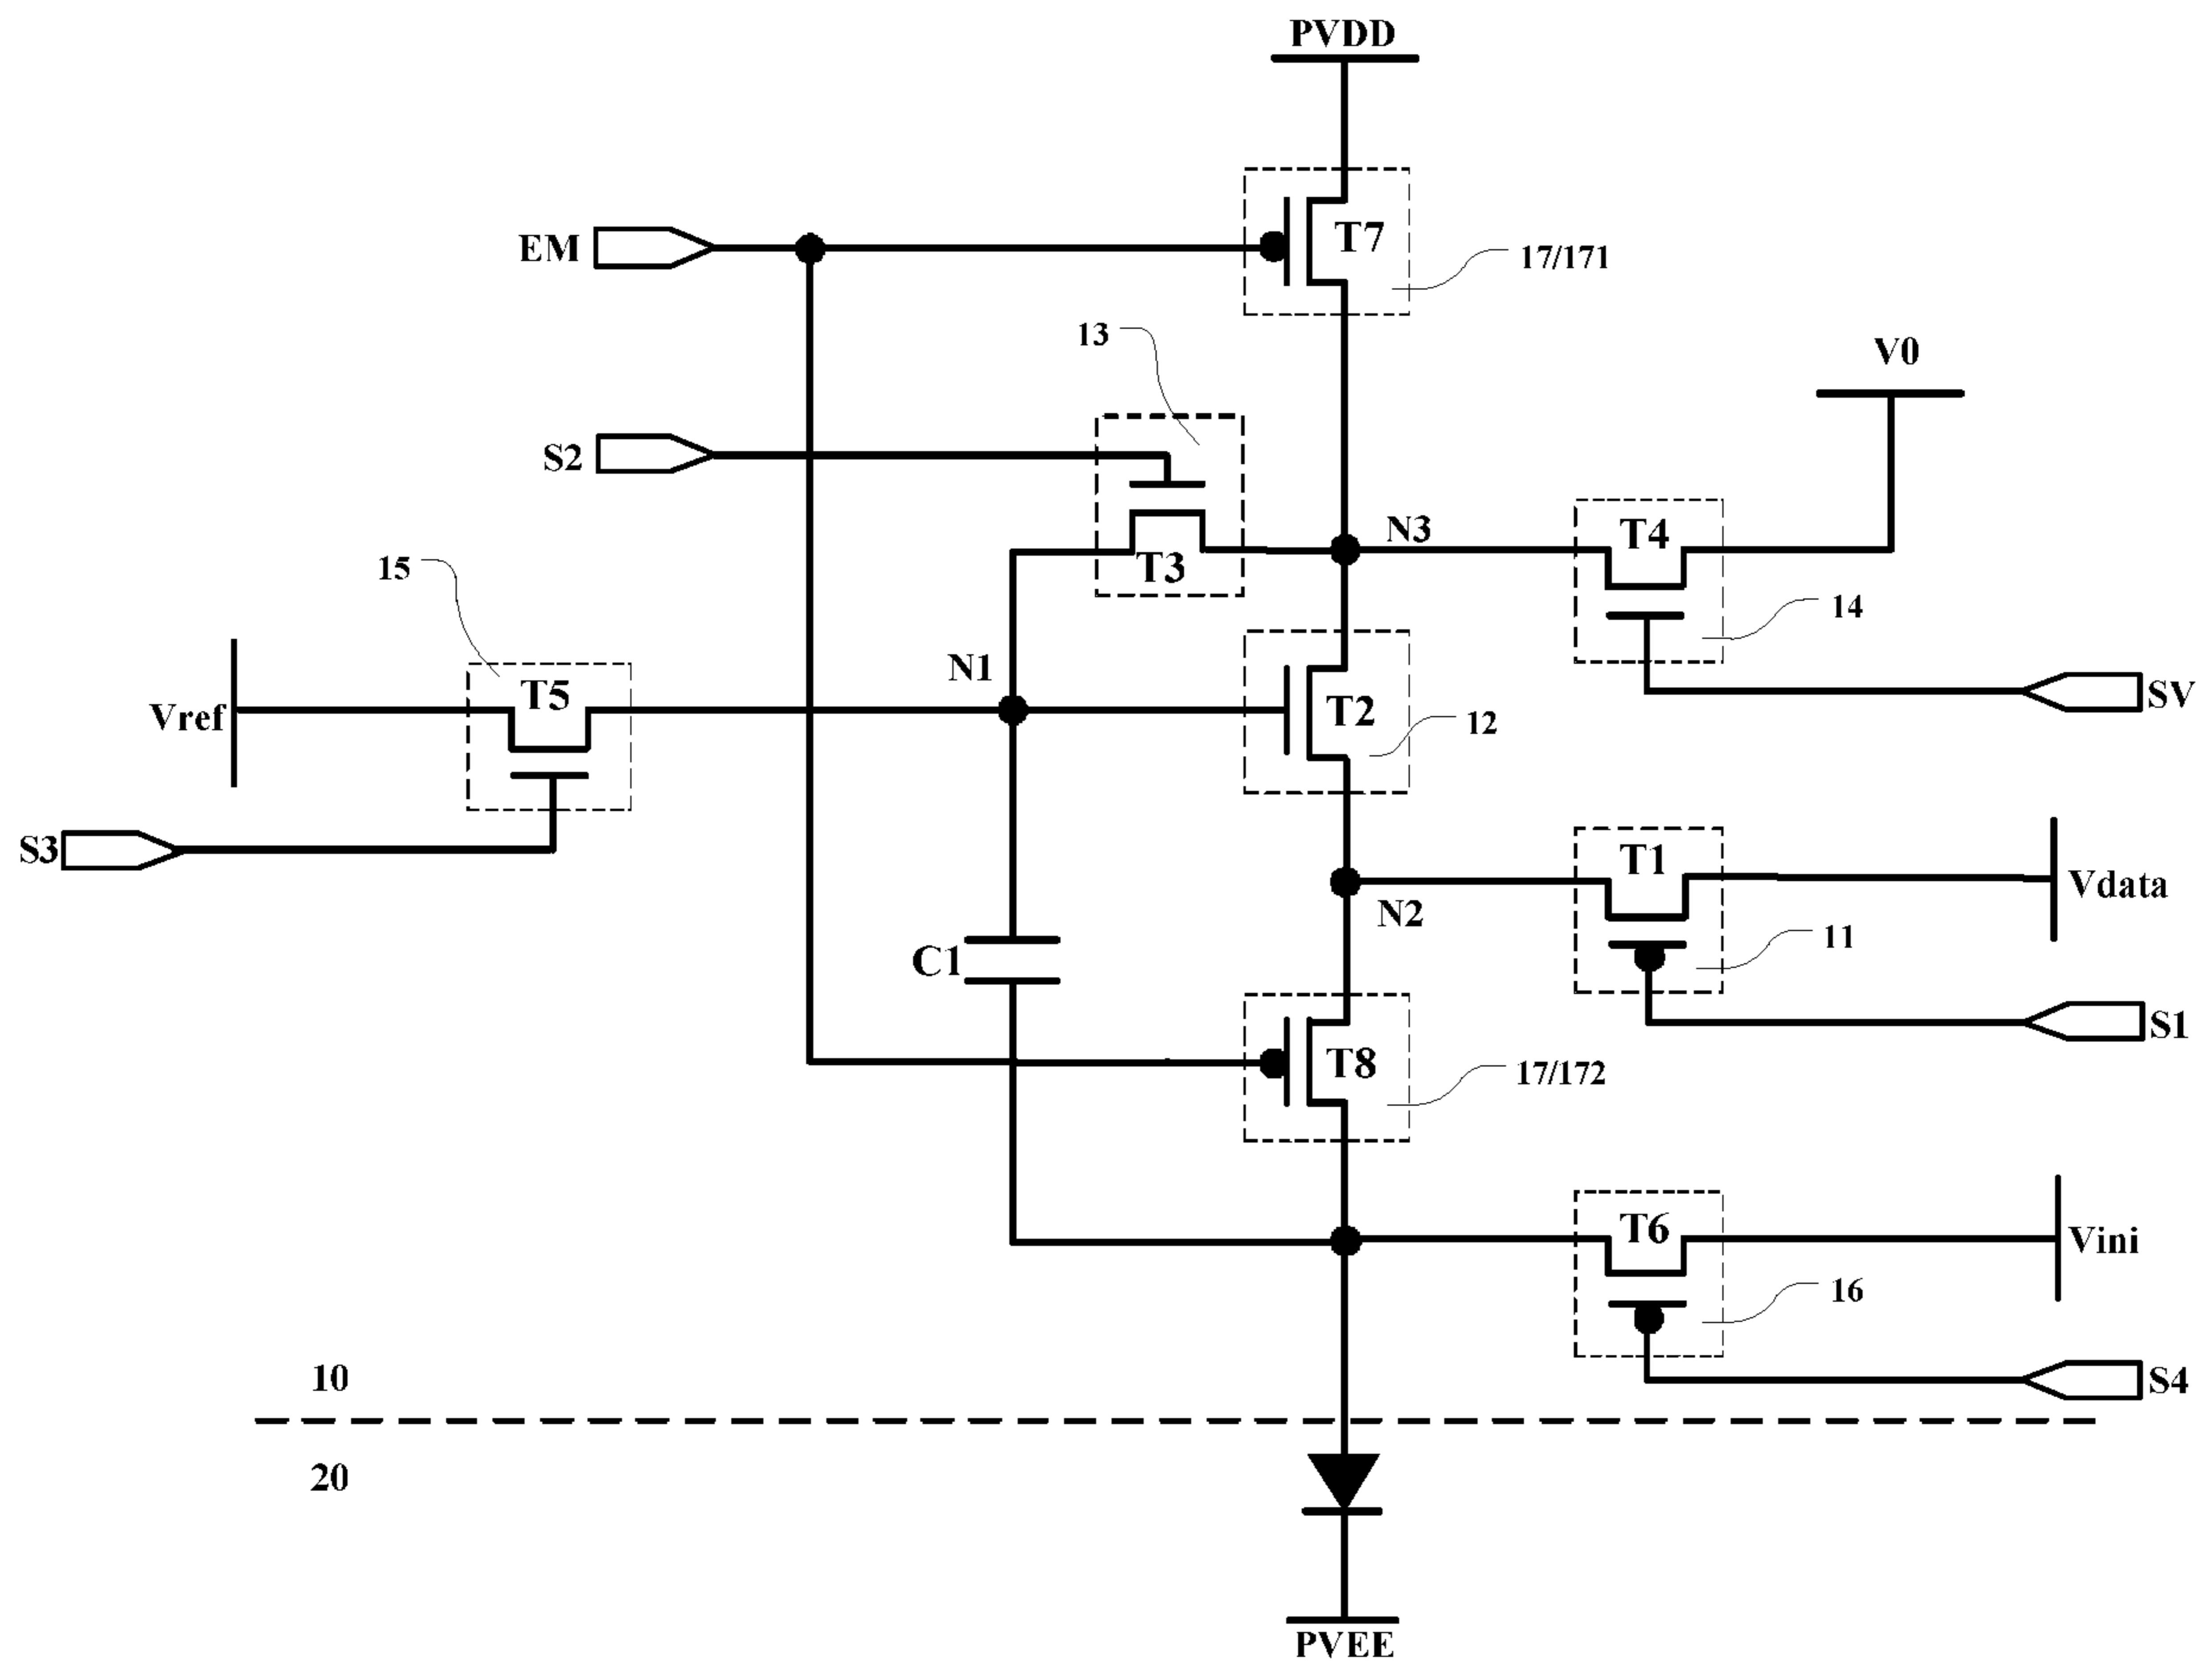 PVDD
EM
T7
17/171
13
V0
S2
N3
T4
T3
15
14
N1
T5
T2
SV
Vref
12
S3
T1
Vdata
N2
11
C1
S1
T8
17/172
T6
Vini
16
10
S4
20
PVEE